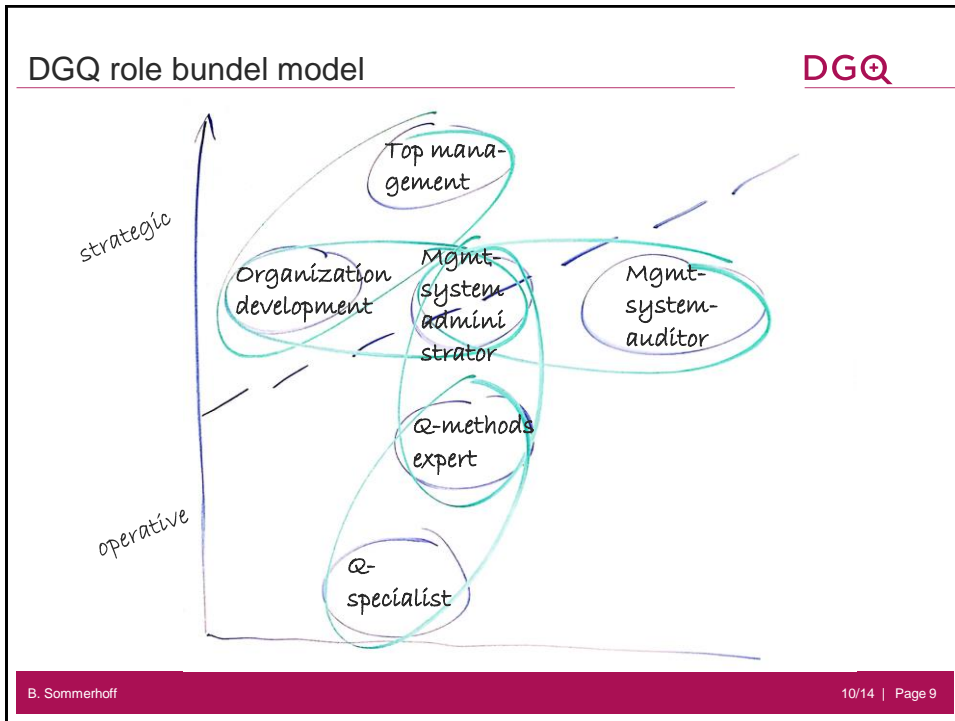 DGQ role bundel model
DGQ
Top mana-
gement
strategic
Organization
development
Mgmt-
system
admini
strator
Mgmt-
system-
auditor
Q-methods
expert
operative
Q-
specialist
B. Sommerhoff
10/14 | Page 9